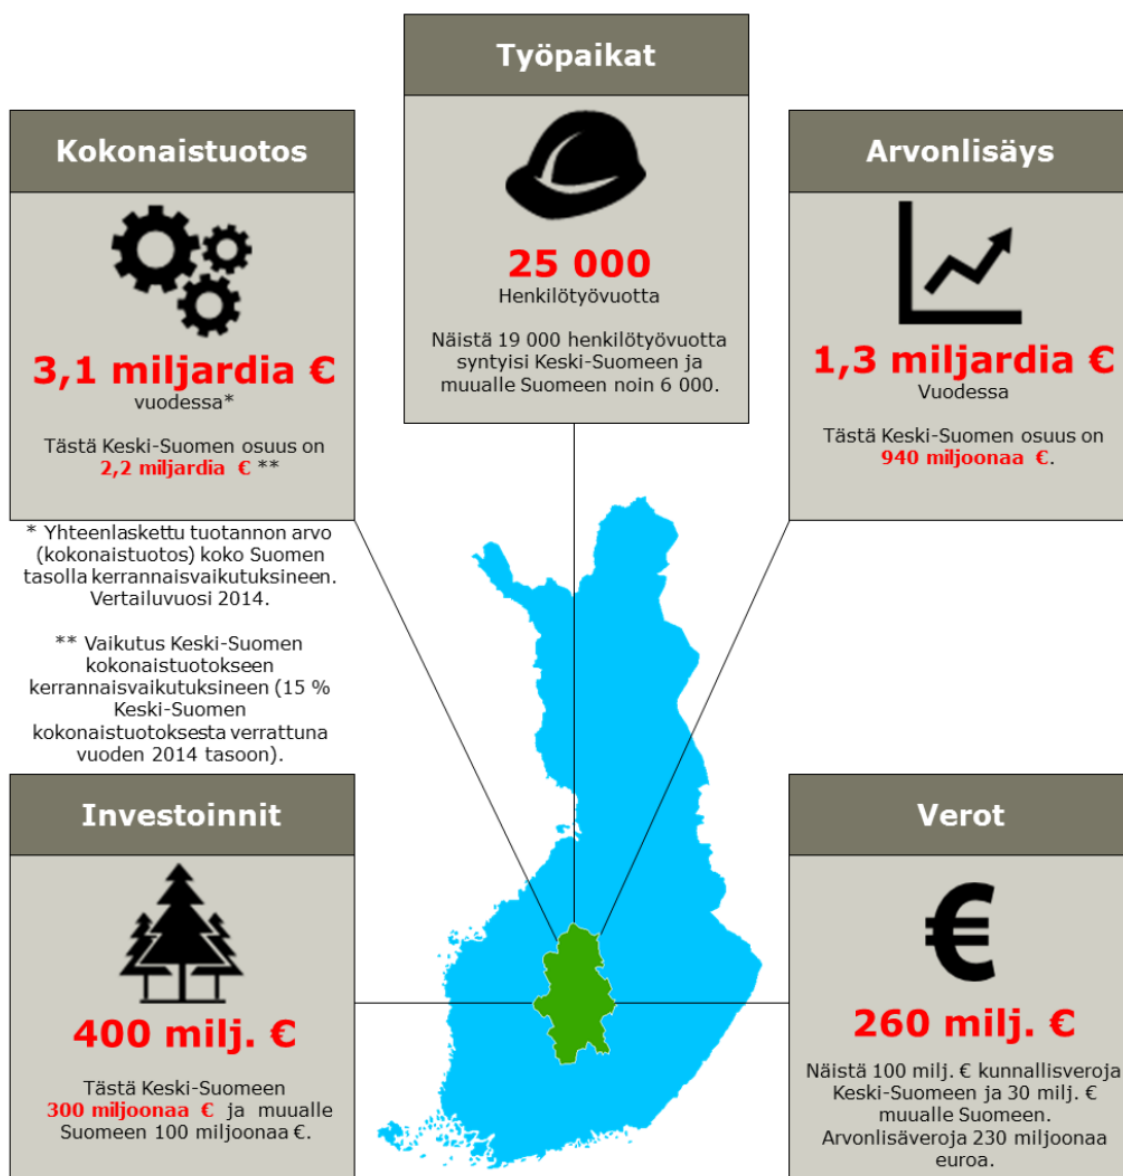 Työpaikat
25 000
Henkilötyövuotta
Näistä 19 000 henkilötyövuotta
syntyisi Keski-Suomeen ja
muualle Suomeen noin 6 000.
Kokonaistuotos
3,1 miljardia €
vuodessa*
Tästä Keski-Suomen osuus on
2,2 miljardia € **
* Yhteenlaskettu tuotannon arvo
(kokonaistuotos) koko Suomen
tasolla kerrannaisvaikutuksineen.
Vertailuvuosi 2014.
** Vaikutus Keski-Suomen
kokonaistuotokseen
kerrannaisvaikutuksineen (15 %
Keski-Suomen
kokonaistuotoksesta verrattuna
vuoden 2014 tasoon).
Arvonlisäys
1,3 miljardia €
Vuodessa
Tästä Keski-Suomen osuus on
940 miljoonaa €.
Investoinnit
400 milj. €
Tästä Keski-Suomeen
300 miljoonaa € ja muualle
Suomeen 100 miljoonaa €.
Verot
€
260 milj. €
Näistä 100 milj. € kunnallisveroja
Keski-Suomeen ja 30 milj. €
muualle Suomeen.
Arvonlisäveroja 230 miljoonaa
euroa.